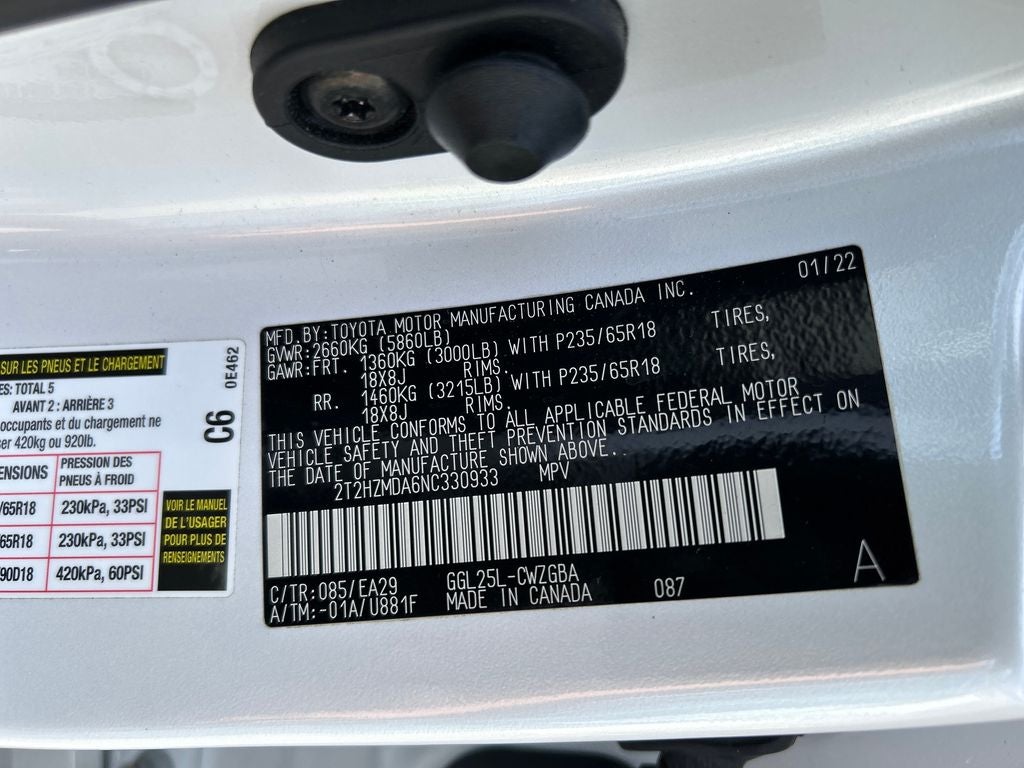 SUR LES PNEUS ET LE CHARGEMENT
ES: TOTAL 5
AVANT 2 : ARRIÈRE 3
occupants et du chargement ne
ser 420kg ou 920lb.
ENSIONS
PRESSION DES
PNEUS À FROID
/65R18 230kPa, 33PSI
65R18 230kPa, 33PSI
90D18 420kPa, 60PSI
0E462
C6
VOIR LE MANUEL
DE L'USAGER
POUR PLUS DE
RENSEIGNEMENTS
01/22
MFD.BY:TOYOTA MOTOR MANUFACTURING CANADA INC.
GVWR:2660KG (5860LB)
GAWR:FRT. 1360KG (3000LB) WITH P235/65R18 TIRES,
18X8J RIMS.
RR. 1460KG (3215LB) WITH P235/65R18 TIRES,
18X8J RIMS.
THIS VEHICLE CONFORMS TO ALL APPLICABLE FEDERAL MOTOR
VEHICLE SAFETY AND THEFT PREVENTION STANDARDS IN EFFECT ON
THE DATE OF MANUFACTURE SHOWN ABOVE..
2T2HZMDA6NC330933 MPV
C/TR:085/EA29 GGL25L-CWZGBA
A/TM:-01A/U881F MADE IN CANADA 087
A